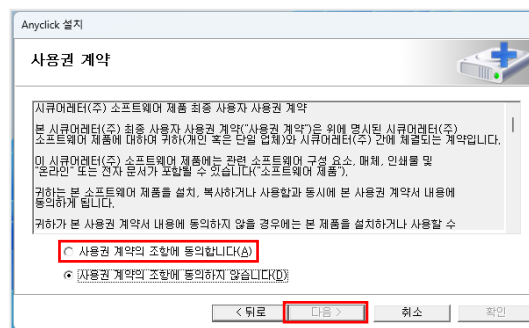 Anyclick 설치
사용권 계약
시큐어레터(주) 소프트웨어 제품 최종 사용자 사용권 계약
본 시큐어레터(주) 최종 사용자 사용권 계약("사용권 계약")은 위에 명시된 시큐어레터(주)
소프트웨어 제품에 대하여 귀하(개인 혹은 단일 업체)와 시큐어레터(주) 간에 체결되는 계약입니다.
이 시큐어레터(주) 소프트웨어 제품에는 관련 소프트웨어 구성 요소, 매체, 인쇄물 및
"온라인" 또는 전자 문서가 포함될 수 있습니다("소프트웨어 제품").
귀하는 본 소프트웨어 제품을 설치, 복사하거나 사용함과 동시에 본 사용권 계약서 내용에
동의하게 됩니다.
귀하가 본 사용권 계약서 내용에 동의하지 않을 경우에는 본 제품을 설치하거나 사용할 수
사용권 계약의 조항에 동의합니다(A)
사용권 계약의 조항에 동의하지 않습니다(D)
< 뒤로 다음 > 취소 확인